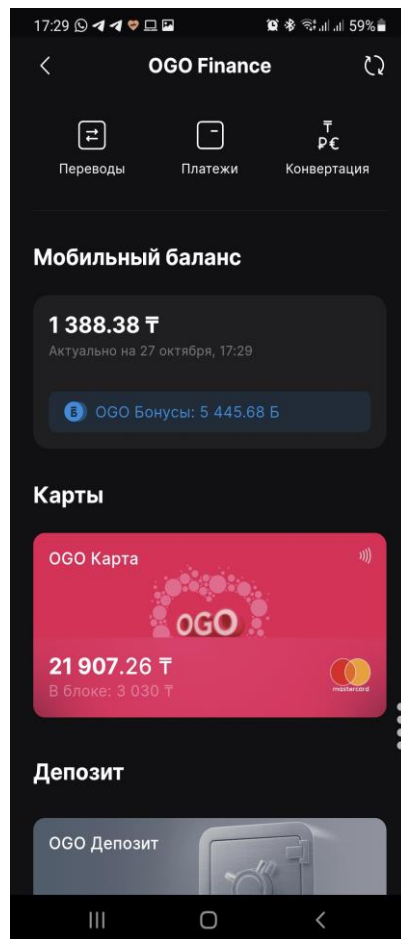 17:29 59%
OGO Finance
₸
₽€
Переводы Платежи Конвертация
Мобильный баланс
1 388.38 ₸
Актуально на 27 октября, 17:29
Б OGO Бонусы: 5 445.68 Б
Карты
OGO Карта
OGO
21 907.26 ₸
В блоке: 3 030 ₸
mastercard
Депозит
OGO Депозит